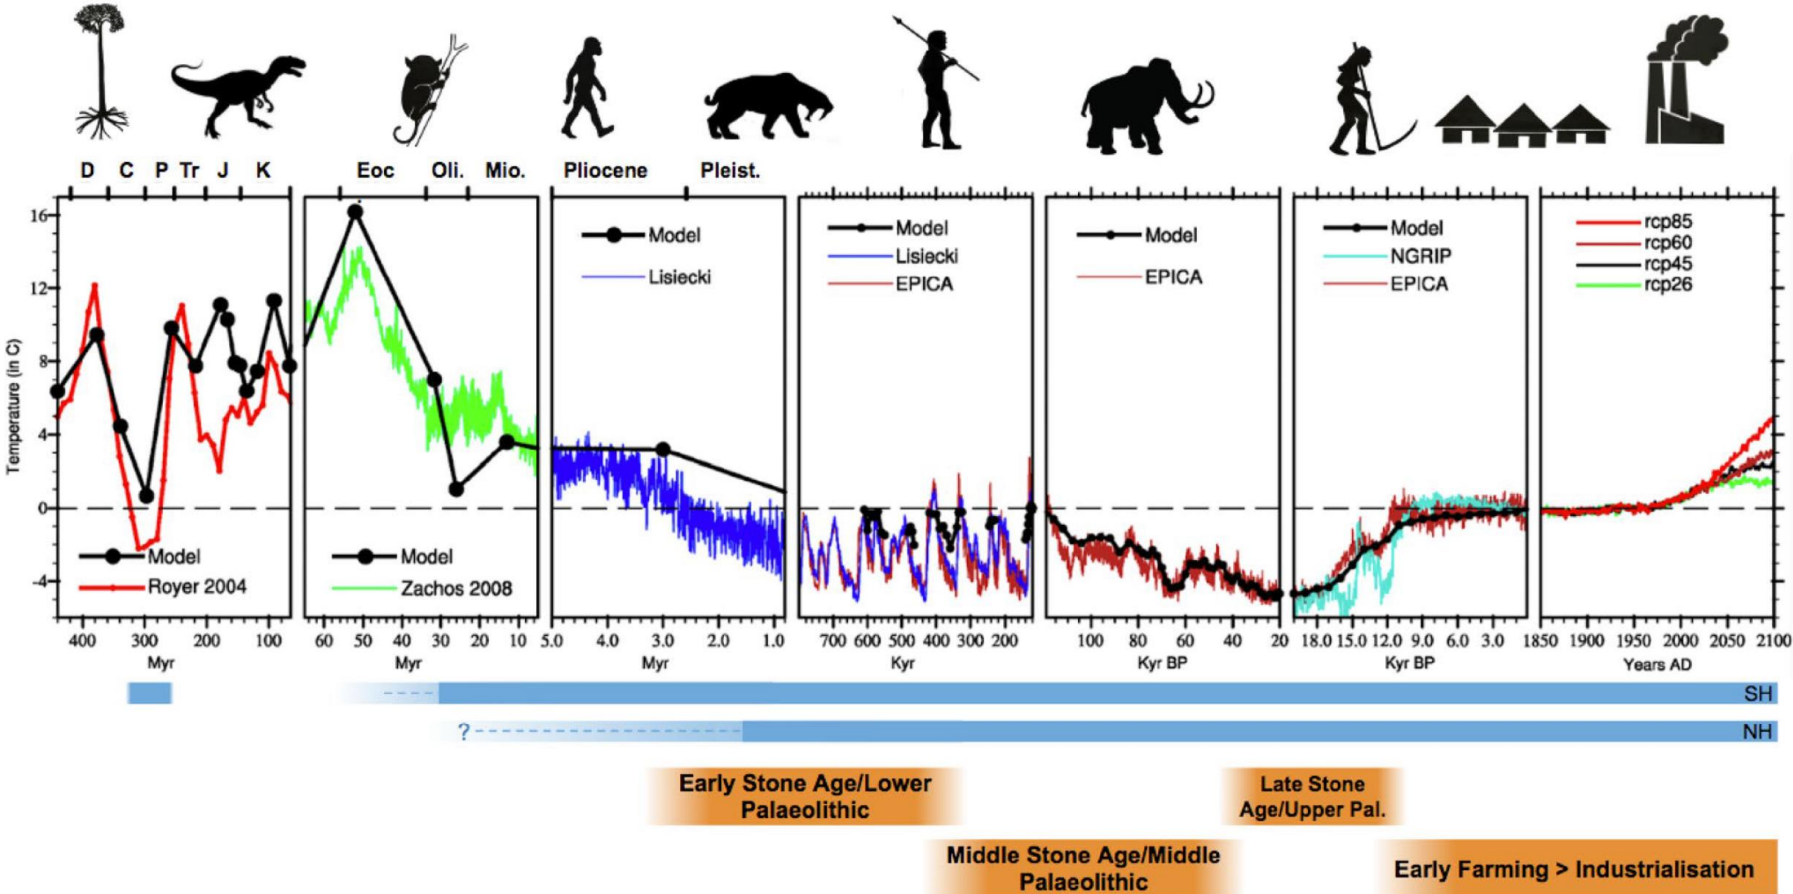 D C P Tr J K Eoc Oli. Mio. Pliocene Pleist.
Temperature (in C)
16
12
8
4
0
-4
Model
Royer 2004
400 300 200 100
Myr
Model
Zachos 2008
60 50 40 30 20 10
Myr
Model
Lisiecki
5.0 4.0 3.0 2.0 1.0
Myr
Model
Lisiecki
EPICA
700 600 500 400 300 200
Kyr
Model
EPICA
100 80 60 40 20
Kyr BP
Model
NGRIP
EPICA
18.0 15.0 12.0 9.0 6.0 3.0
Kyr BP
rcp85
rcp60
rcp45
rcp26
1850 1900 1950 2000 2050 2100
Years AD
SH
? NH
Early Stone Age/Lower
Palaeolithic
Late Stone
Age/Upper Pal.
Middle Stone Age/Middle
Palaeolithic
Early Farming > Industrialisation